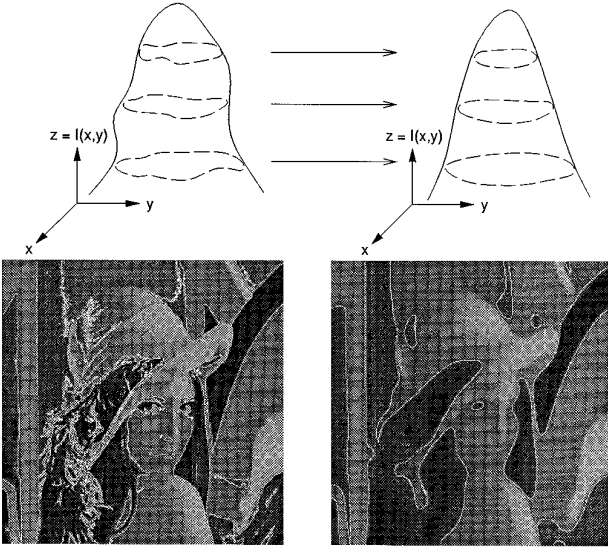 z = I(x,y)
y
x
z = I(x,y)
y
x